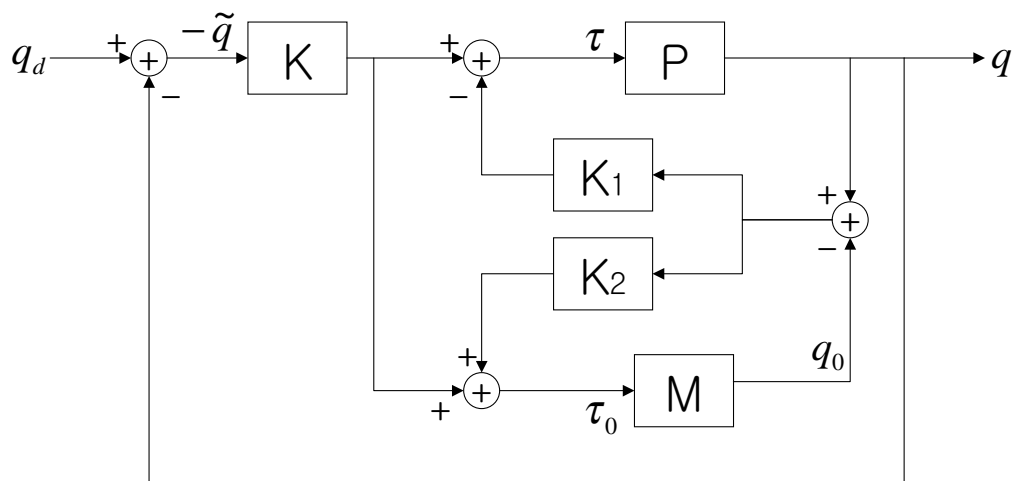 q_d + + − −q̃ K + + − τ P q
K₁ + + −
K₂
+ + + τ₀ M q₀